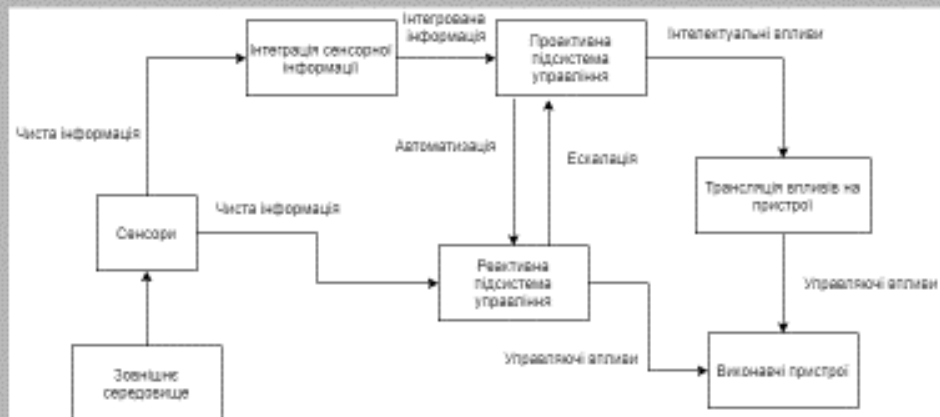 Інтегрована
інформація
Інтеграція сенсорної
інформації
Проактивна
підсистема
управління
Інтелектуальні впливи
Чиста інформація
Автоматизація
Ескалація
Трансляція впливів на
пристрої
Чиста інформація
Сенсори
Реактивна
підсистема
управління
Управляючі впливи
Управляючі впливи
Виконавчі пристрої
Зовнішнє
середовище